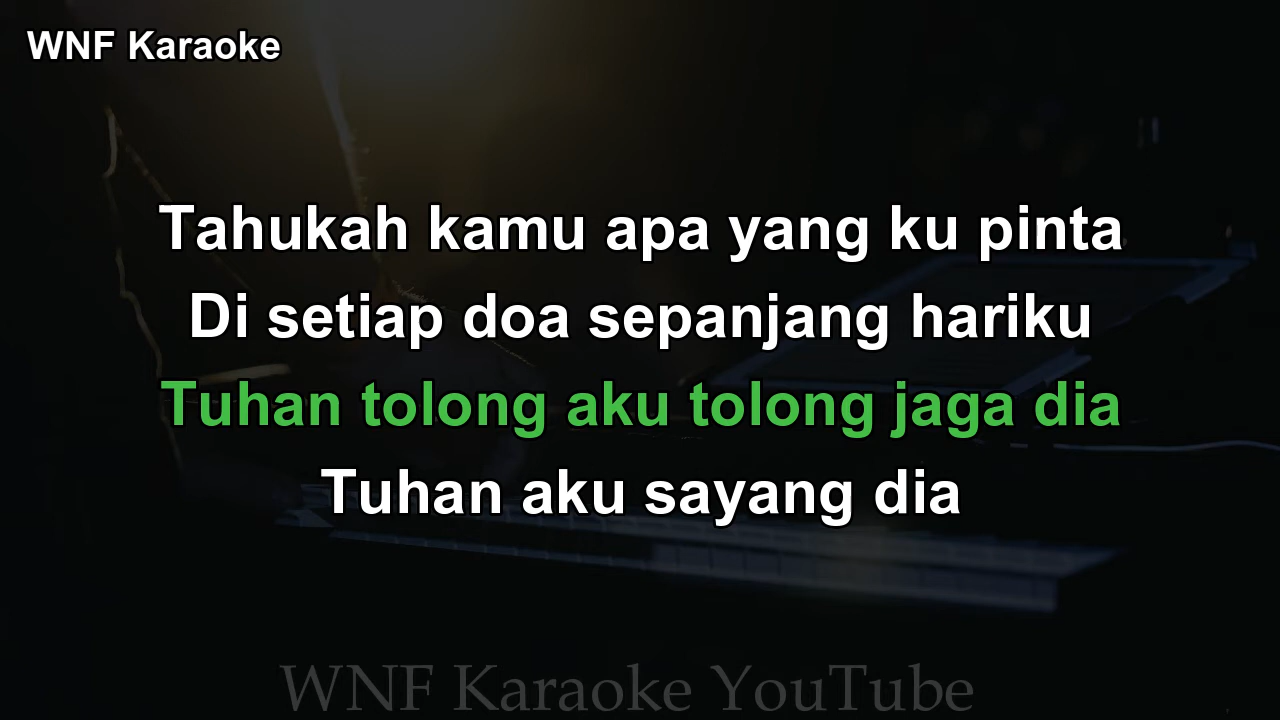 WNF Karaoke
Tahukah kamu apa yang ku pinta
Di setiap doa sepanjang hariku
Tuhan tolong aku tolong jaga dia
Tuhan aku sayang dia
WNF Karaoke YouTube